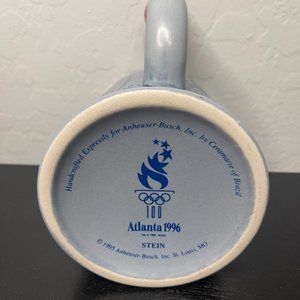 Handcrafted Expressly for Anheuser-Busch, Inc. by Ceramarte of Brazil
100
Atlanta 1996
STEIN
© 1995 Anheuser-Busch, Inc. St. Louis, MO